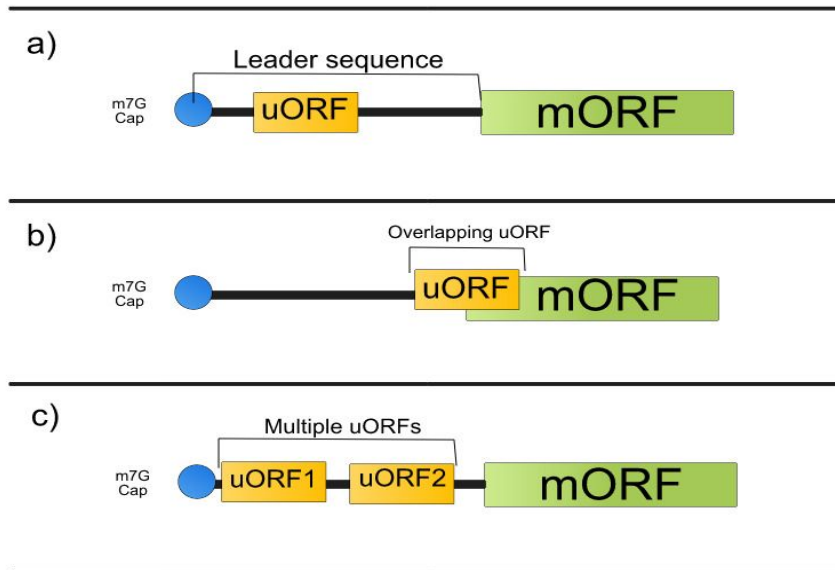 a)
Leader sequence
m7G
Cap
uORF
mORF
b)
Overlapping uORF
m7G
Cap
uORF
mORF
c)
Multiple uORFs
m7G
Cap
uORF1
uORF2
mORF